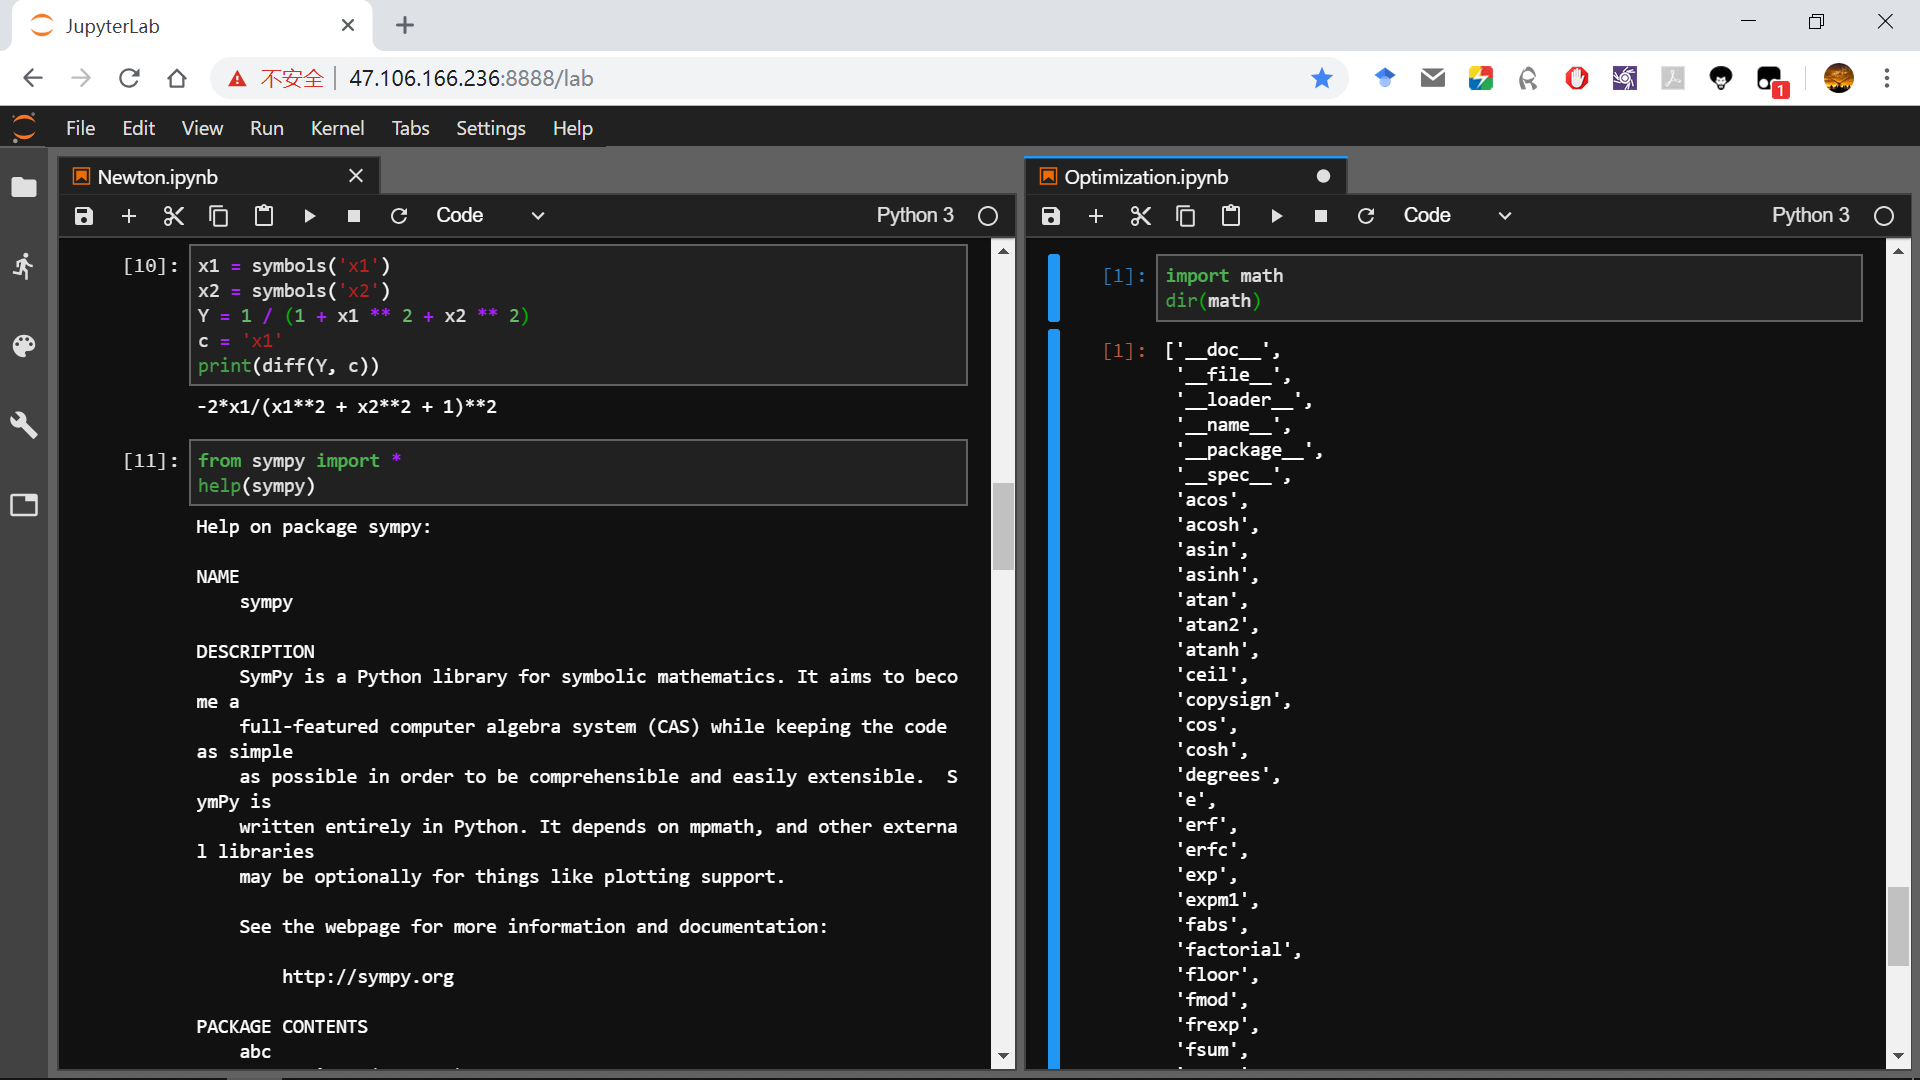 JupyterLab
不安全
47.106.166.236:8888/lab
1
File Edit View Run Kernel Tabs Settings Help
Newton.ipynb
Code
Python 3
[10]:
x1 = symbols('x1')
x2 = symbols('x2')
Y = 1 / (1 + x1 ** 2 + x2 ** 2)
c = 'x1'
print(diff(Y, c))
-2*x1/(x1**2 + x2**2 + 1)**2
[11]:
from sympy import *
help(sympy)
Help on package sympy:
NAME
sympy
DESCRIPTION
SymPy is a Python library for symbolic mathematics. It aims to beco
me a
full-featured computer algebra system (CAS) while keeping the code
as simple
as possible in order to be comprehensible and easily extensible.  S
ymPy is
written entirely in Python. It depends on mpmath, and other externa
l libraries
may be optionally for things like plotting support.
See the webpage for more information and documentation:
http://sympy.org
PACKAGE CONTENTS
abc
Optimization.ipynb
Code
Python 3
[1]:
import math
dir(math)
[1]:
['__doc__',
'__file__',
'__loader__',
'__name__',
'__package__',
'__spec__',
'acos',
'acosh',
'asin',
'asinh',
'atan',
'atan2',
'atanh',
'ceil',
'copysign',
'cos',
'cosh',
'degrees',
'e',
'erf',
'erfc',
'exp',
'expm1',
'fabs',
'factorial',
'floor',
'fmod',
'frexp',
'fsum',